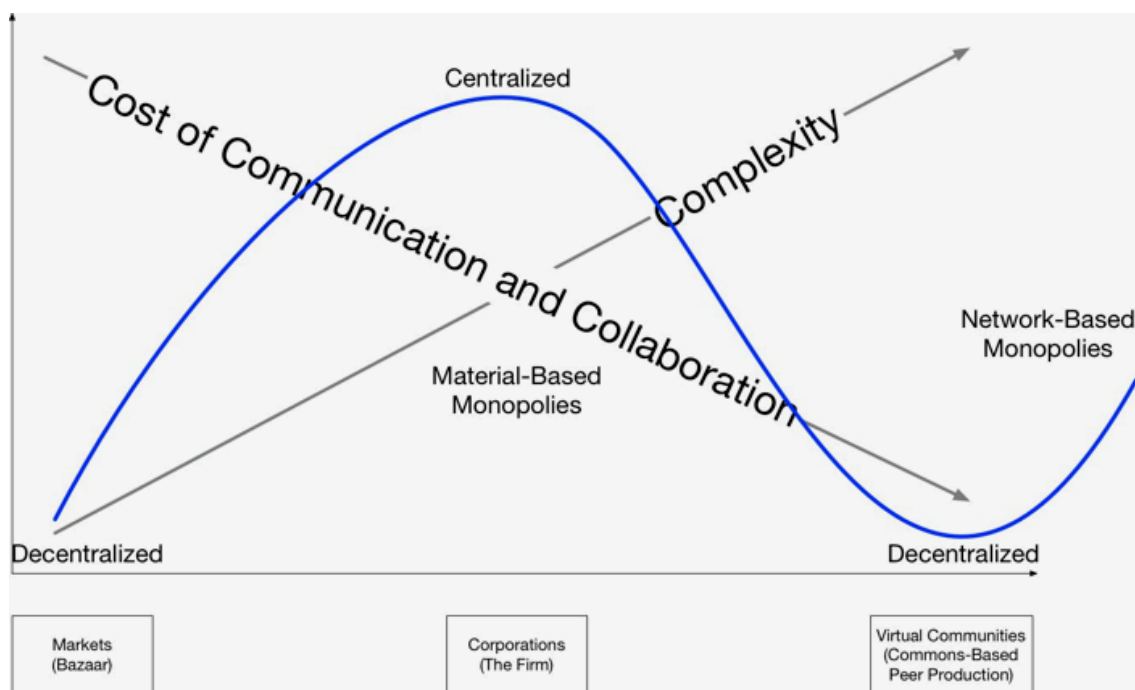 Centralized
Cost of Communication and Collaboration
Complexity
Network-Based
Monopolies
Material-Based
Monopolies
Decentralized
Decentralized
Markets
(Bazaar)
Corporations
(The Firm)
Virtual Communities
(Commons-Based
Peer Production)